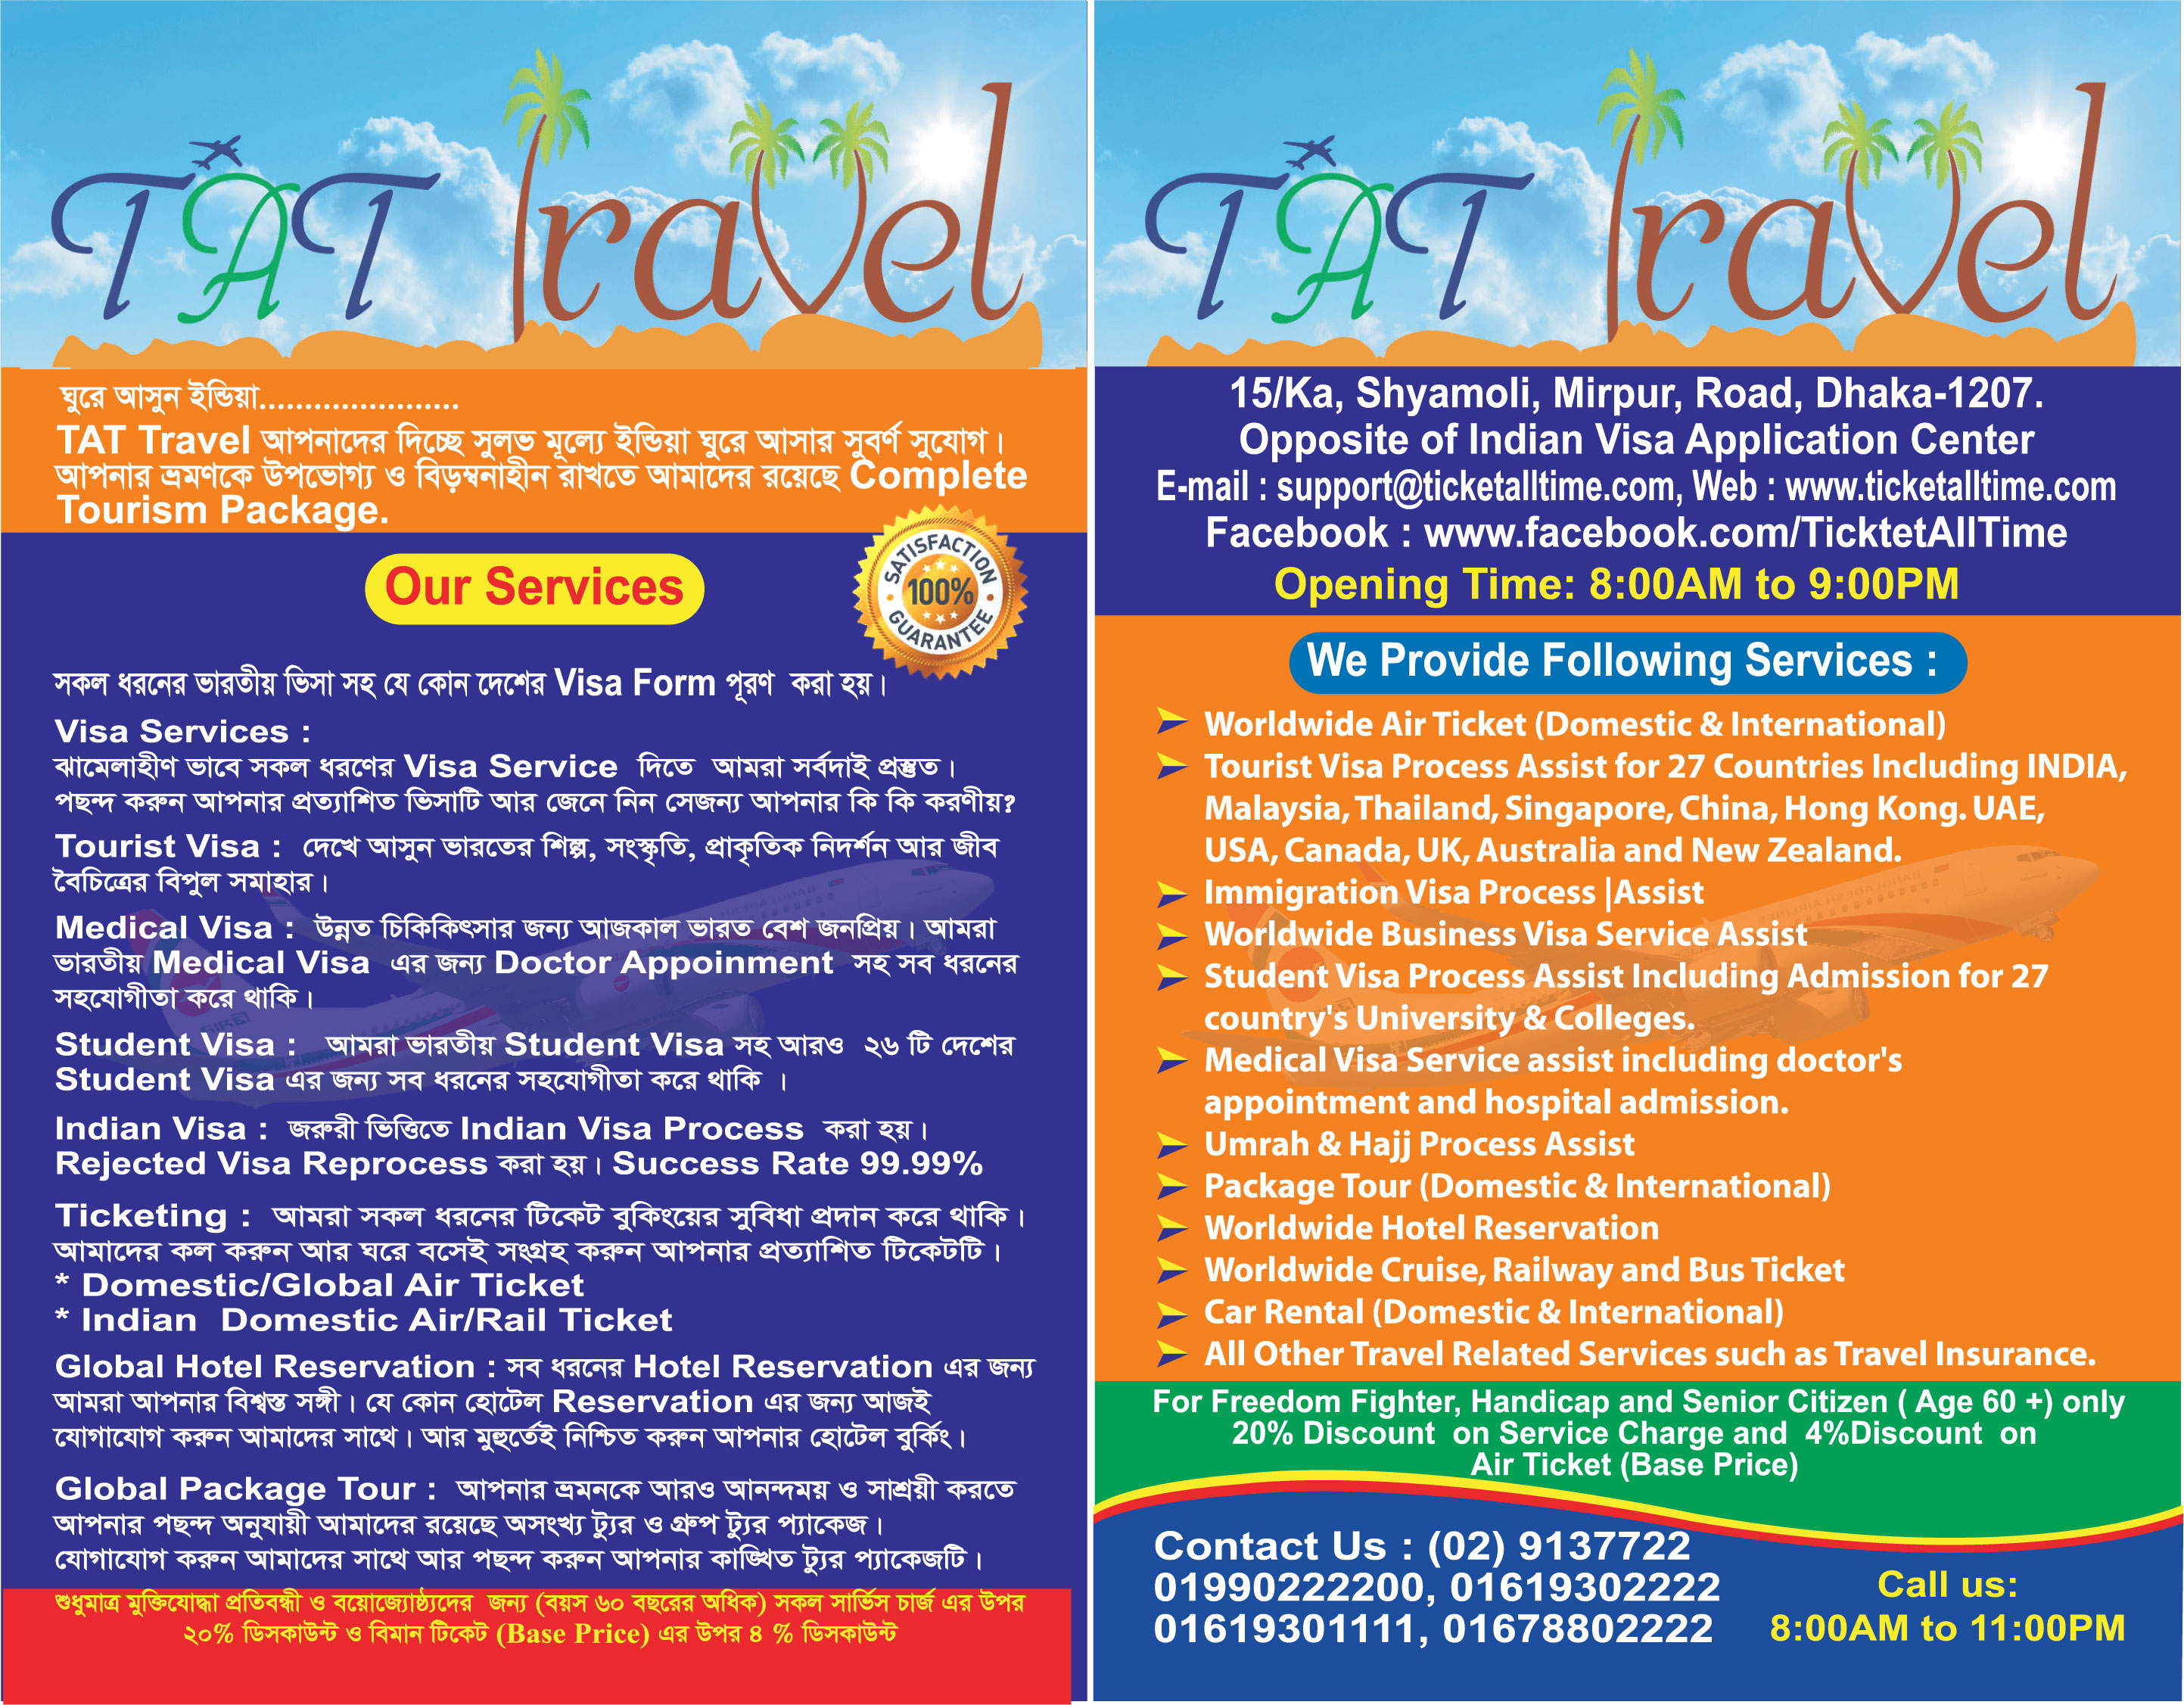 TAT Travel
ঘুরে আসুন ইন্ডিয়া......................
TAT Travel আপনাদের দিচ্ছে সুলভ মূল্যে ইন্ডিয়া ঘুরে আসার সুবর্ণ সুযোগ।
আপনার ভ্রমণকে উপভোগ্য ও বিড়ম্বনাহীন রাখতে আমাদের রয়েছে Complete
Tourism Package.
Our Services
SATISFACTION
100%
GUARANTEE
সকল ধরনের ভারতীয় ভিসা সহ যে কোন দেশের Visa Form পূরণ করা হয়।
Visa Services :
ঝামেলাহীণ ভাবে সকল ধরণের Visa Service দিতে আমরা সর্বদাই প্রস্তুত।
পছন্দ করুন আপনার প্রত্যাশিত ভিসাটি আর জেনে নিন সেজন্য আপনার কি কি করণীয়?
Tourist Visa : দেখে আসুন ভারতের শিল্প, সংস্কৃতি, প্রাকৃতিক নিদর্শন আর জীব
বৈচিত্রের বিপুল সমাহার।
Medical Visa : উন্নত চিকিকিৎসার জন্য আজকাল ভারত বেশ জনপ্রিয়। আমরা
ভারতীয় Medical Visa এর জন্য Doctor Appoinment সহ সব ধরনের
সহযোগীতা করে থাকি।
Student Visa : আমরা ভারতীয় Student Visa সহ আরও ২৬ টি দেশের
Student Visa এর জন্য সব ধরনের সহযোগীতা করে থাকি ।
Indian Visa : জরুরী ভিত্তিতে Indian Visa Process করা হয়।
Rejected Visa Reprocess করা হয়। Success Rate 99.99%
Ticketing : আমরা সকল ধরনের টিকেট বুকিংয়ের সুবিধা প্রদান করে থাকি।
আমাদের কল করুন আর ঘরে বসেই সংগ্রহ করুন আপনার প্রত্যাশিত টিকেটটি।
* Domestic/Global Air Ticket
* Indian Domestic Air/Rail Ticket
Global Hotel Reservation : সব ধরনের Hotel Reservation এর জন্য
আমরা আপনার বিশ্বস্ত সঙ্গী। যে কোন হোটেল Reservation এর জন্য আজই
যোগাযোগ করুন আমাদের সাথে। আর মুহুর্তেই নিশ্চিত করুন আপনার হোটেল বুর্কিং।
Global Package Tour : আপনার ভ্রমনকে আরও আনন্দময় ও সাশ্রয়ী করতে
আপনার পছন্দ অনুযায়ী আমাদের রয়েছে অসংখ্য ট্যুর ও গ্রুপ ট্যুর প্যাকেজ।
যোগাযোগ করুন আমাদের সাথে আর পছন্দ করুন আপনার কাঙ্খিত ট্যুর প্যাকেজটি।
শুধুমাত্র মুক্তিযোদ্ধা প্রতিবন্ধী ও বয়োজ্যোষ্ঠ্যদের জন্য (বয়স ৬০ বছরের অধিক) সকল সার্ভিস চার্জ এর উপর
২০% ডিসকাউন্ট ও বিমান টিকেট (Base Price) এর উপর ৪ % ডিসকাউন্ট
TAT Travel
15/Ka, Shyamoli, Mirpur, Road, Dhaka-1207.
Opposite of Indian Visa Application Center
E-mail : support@ticketalltime.com, Web : www.ticketalltime.com
Facebook : www.facebook.com/TicktetAllTime
Opening Time: 8:00AM to 9:00PM
We Provide Following Services :
Worldwide Air Ticket (Domestic & International)
Tourist Visa Process Assist for 27 Countries Including INDIA,
Malaysia, Thailand, Singapore, China, Hong Kong. UAE,
USA, Canada, UK, Australia and New Zealand.
Immigration Visa Process |Assist
Worldwide Business Visa Service Assist
Student Visa Process Assist Including Admission for 27
country's University & Colleges.
Medical Visa Service assist including doctor's
appointment and hospital admission.
Umrah & Hajj Process Assist
Package Tour (Domestic & International)
Worldwide Hotel Reservation
Worldwide Cruise, Railway and Bus Ticket
Car Rental (Domestic & International)
All Other Travel Related Services such as Travel Insurance.
For Freedom Fighter, Handicap and Senior Citizen ( Age 60 +) only
20% Discount on Service Charge and 4%Discount on
Air Ticket (Base Price)
Contact Us : (02) 9137722
01990222200, 01619302222
01619301111, 01678802222
Call us:
8:00AM to 11:00PM